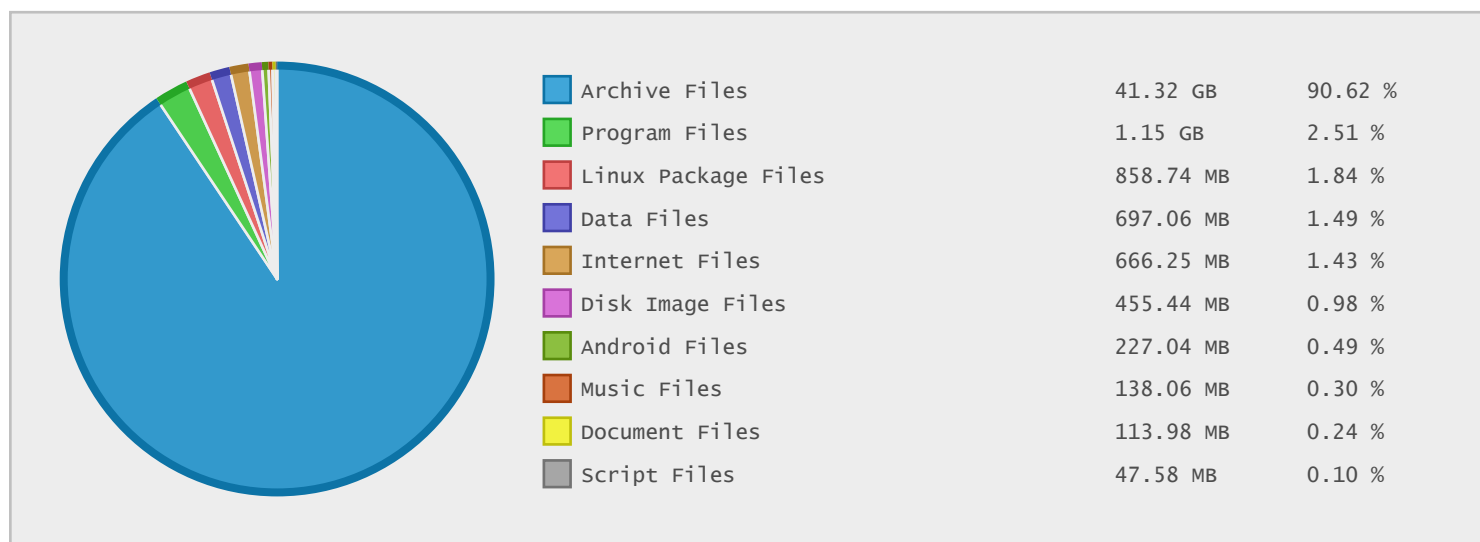 Archive Files 41.32 GB 90.62 %
Program Files 1.15 GB 2.51 %
Linux Package Files 858.74 MB 1.84 %
Data Files 697.06 MB 1.49 %
Internet Files 666.25 MB 1.43 %
Disk Image Files 455.44 MB 0.98 %
Android Files 227.04 MB 0.49 %
Music Files 138.06 MB 0.30 %
Document Files 113.98 MB 0.24 %
Script Files 47.58 MB 0.10 %